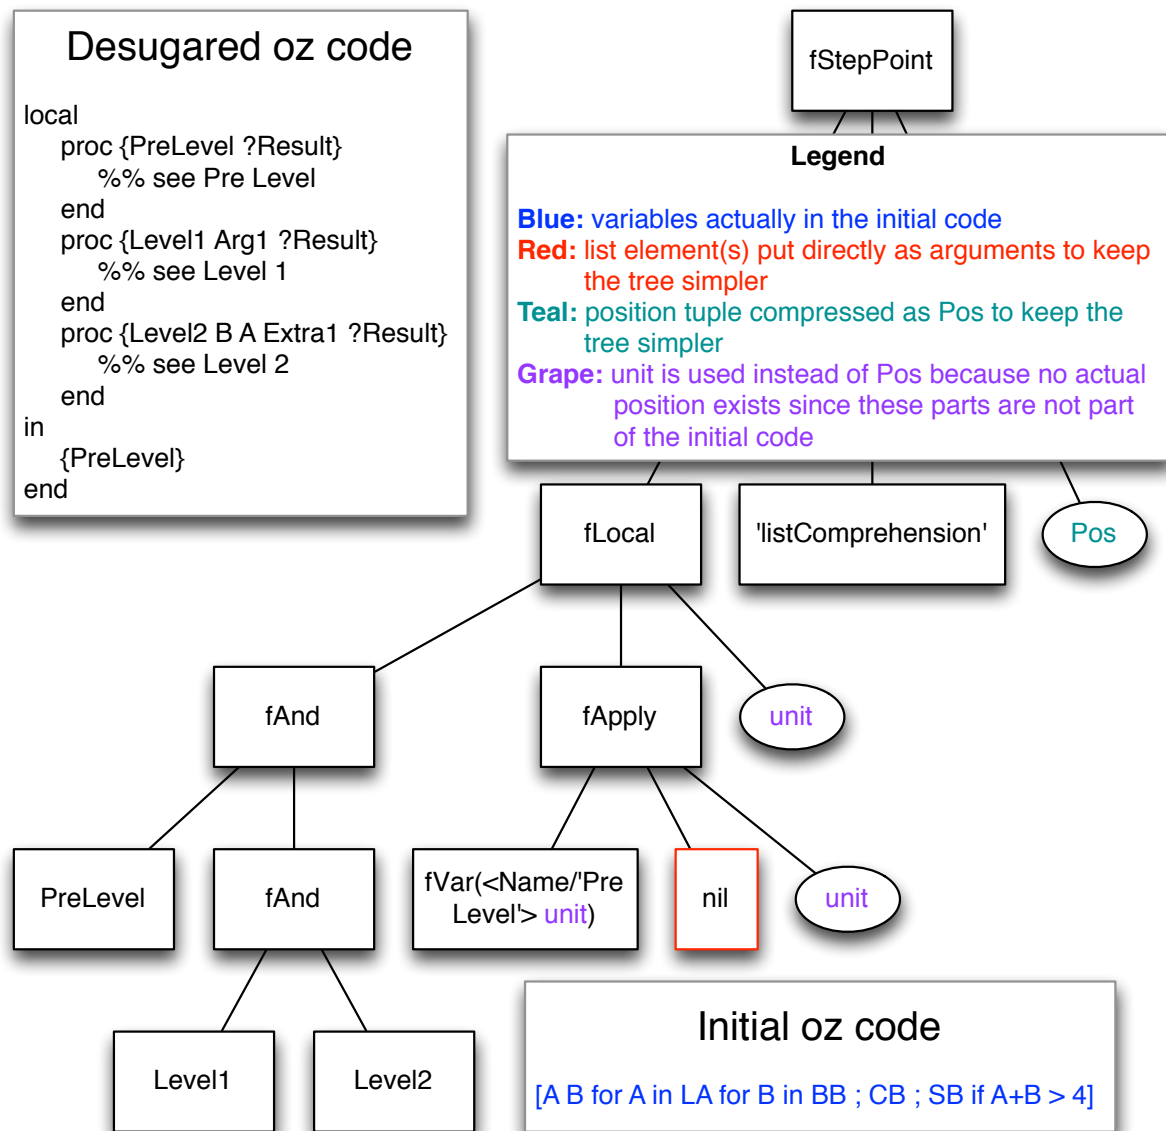 Desugared oz code
local
proc {PreLevel ?Result}
%% see Pre Level
end
proc {Level1 Arg1 ?Result}
%% see Level 1
end
proc {Level2 B A Extra1 ?Result}
%% see Level 2
end
in
{PreLevel}
end
fStepPoint
Legend
Blue: variables actually in the initial code
Red: list element(s) put directly as arguments to keep
the tree simpler
Teal: position tuple compressed as Pos to keep the
tree simpler
Grape: unit is used instead of Pos because no actual
position exists since these parts are not part
of the initial code
fLocal
'listComprehension'
Pos
fAnd
fApply
unit
PreLevel
fAnd
fVar(<Name/'Pre
Level'> unit)
nil
unit
Level1
Level2
Initial oz code
[A B for A in LA for B in BB ; CB ; SB if A+B > 4]